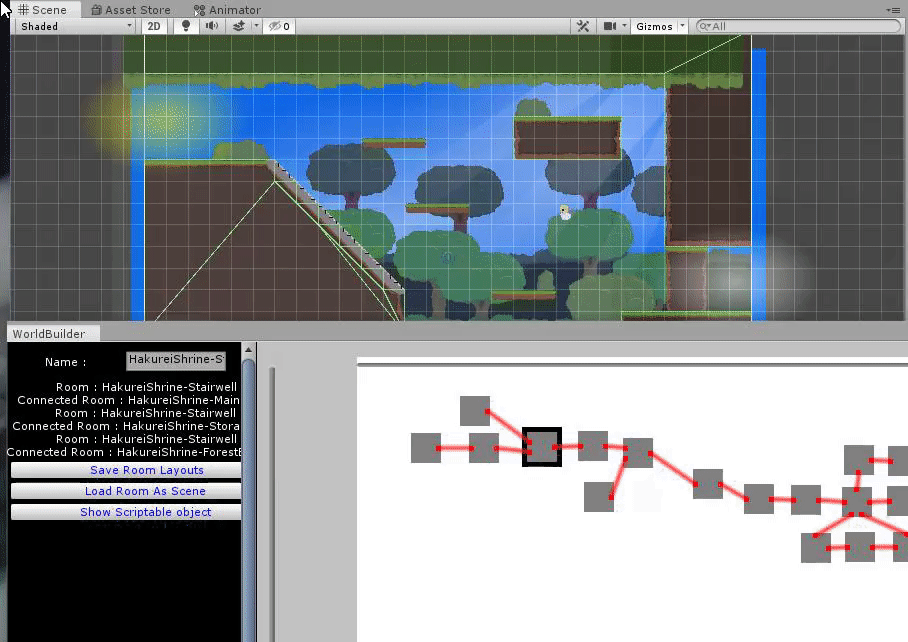 Scene Asset Store Animator
Shaded 2D 0 Gizmos All
WorldBuilder
Name : HakureiShrine-S
Room : HakureiShrine-Stairwell
Connected Room : HakureiShrine-Main
Room : HakureiShrine-Stairwell
Connected Room : HakureiShrine-Stora
Room : HakureiShrine-Stairwell
Connected Room : HakureiShrine-Forest
Save Room Layouts
Load Room As Scene
Show Scriptable object